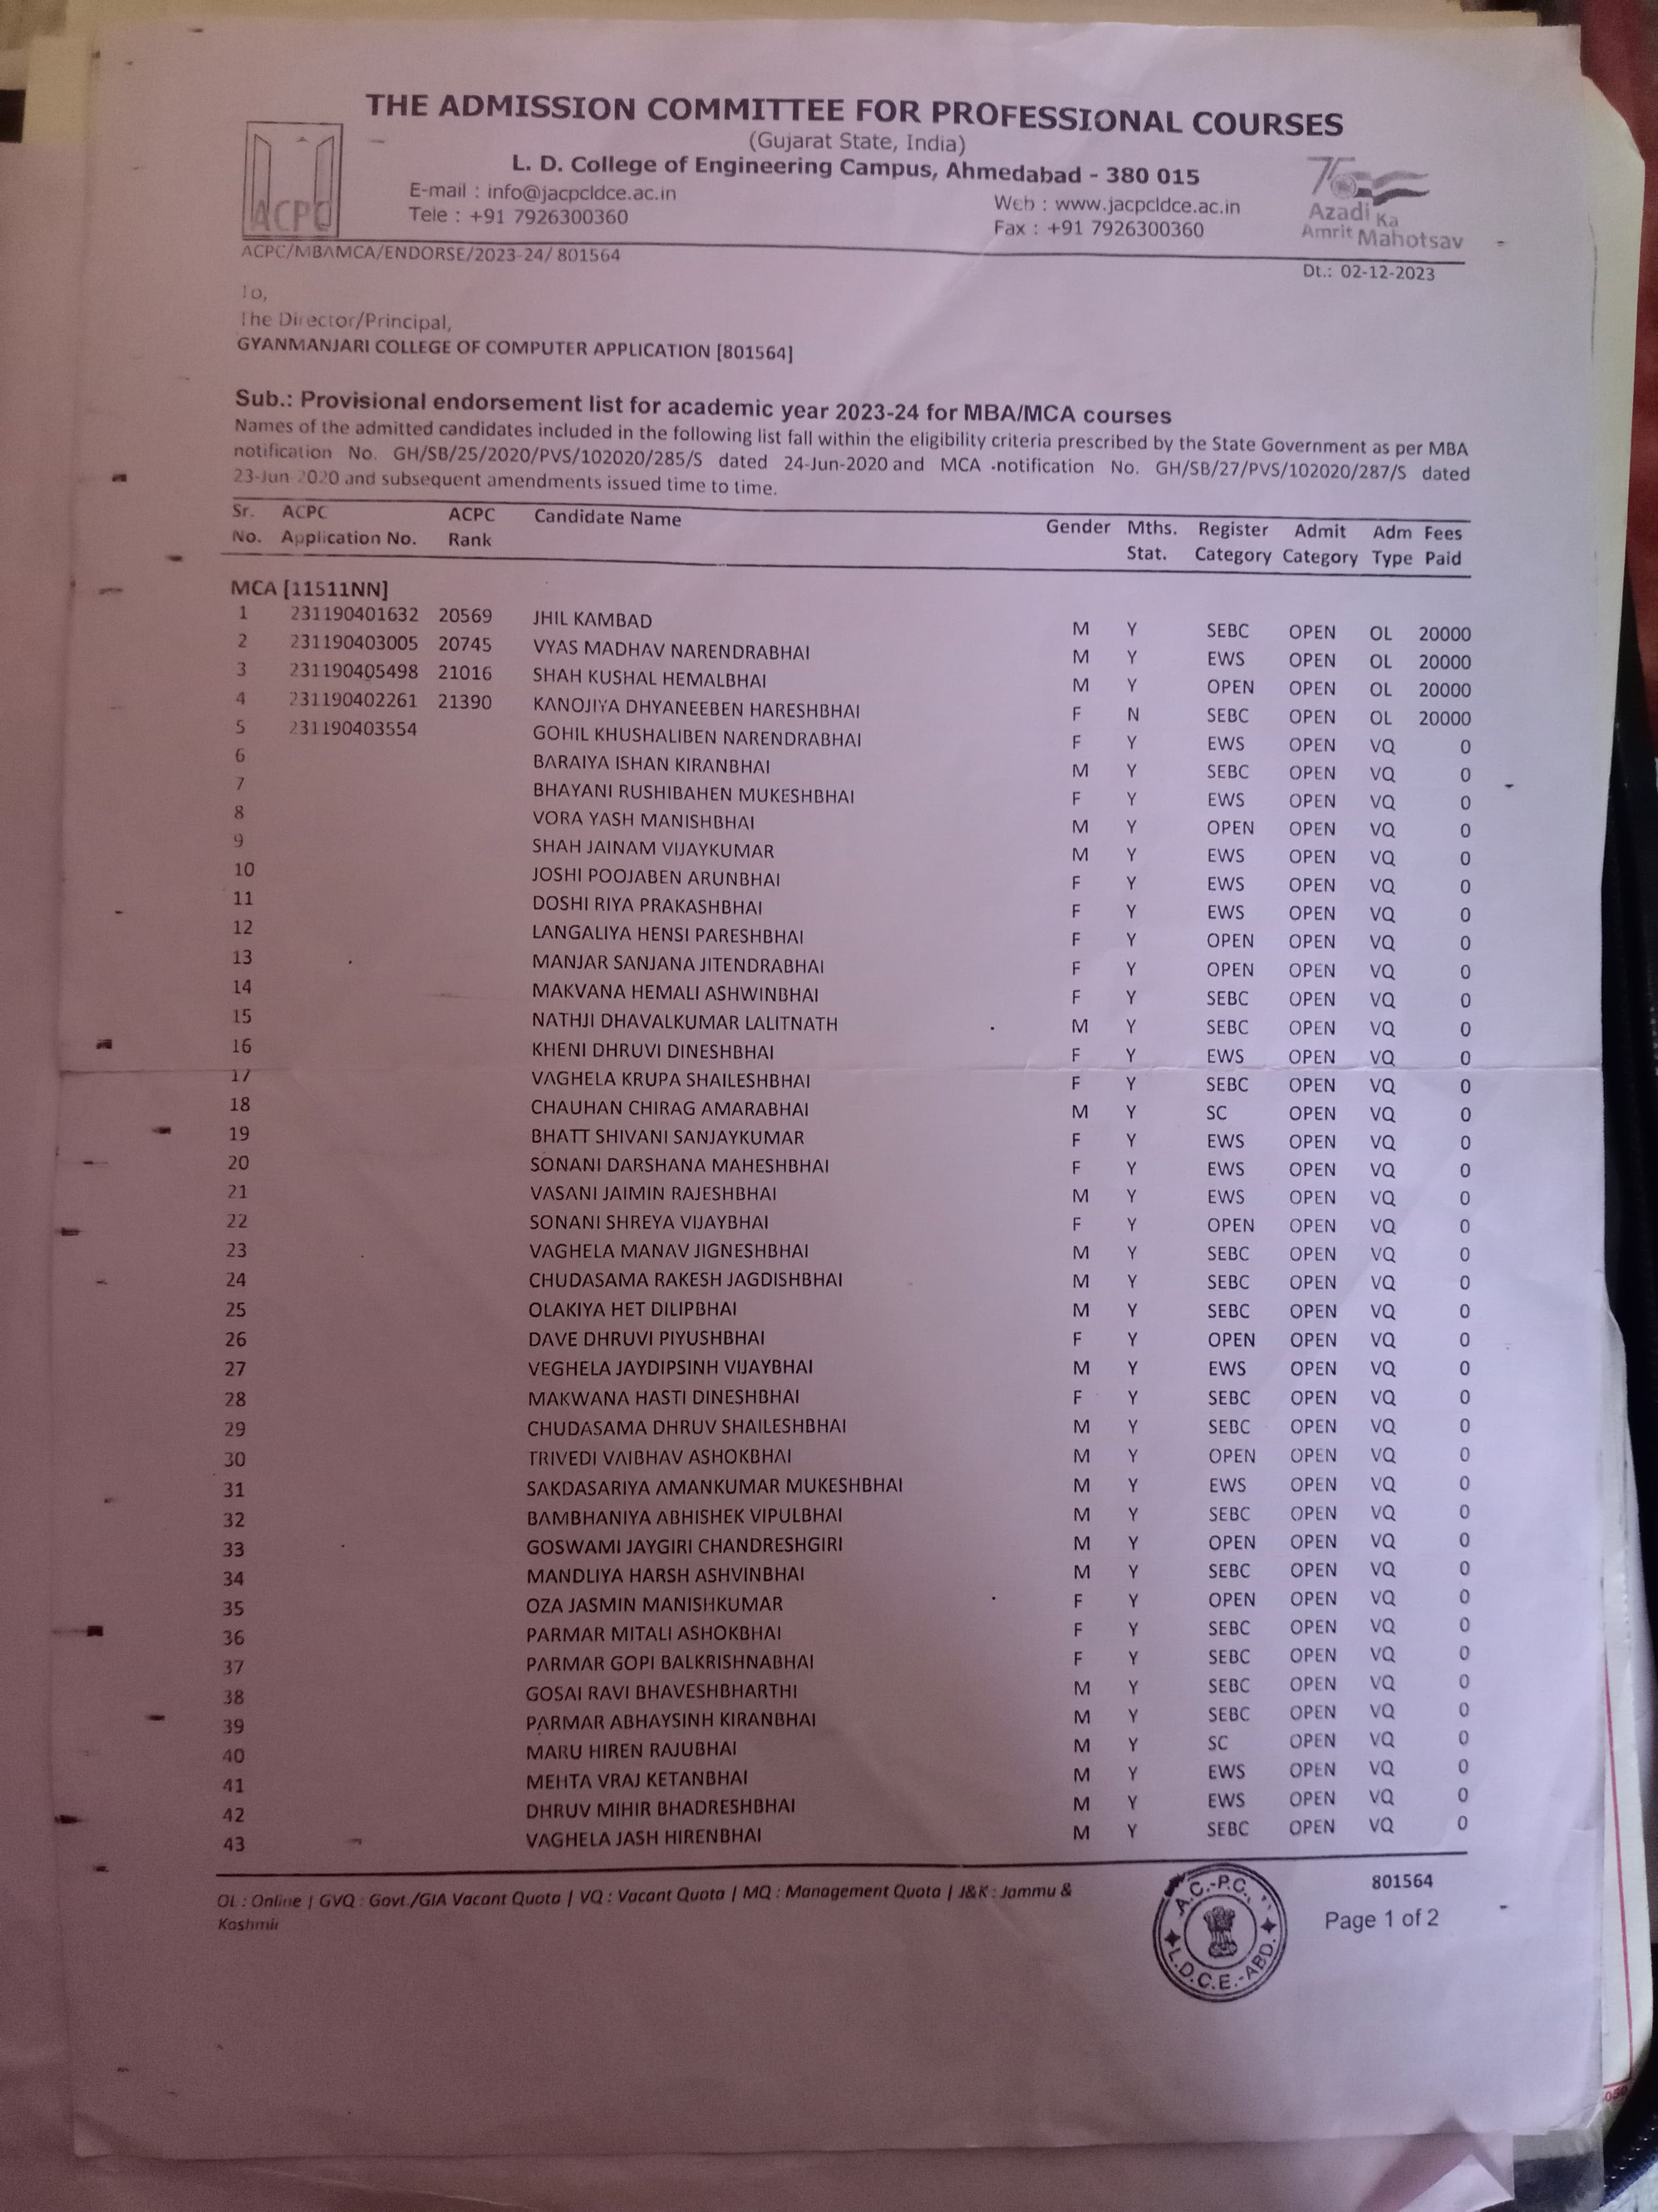 THE ADMISSION COMMITTEE FOR PROFESSIONAL COURSES
(Gujarat State, India)
L. D. College of Engineering Campus, Ahmedabad - 380 015
E-mail : info@jacpcldce.ac.in Web : www.jacpcldce.ac.in
Tele : +91 7926300360 Fax : +91 7926300360
ACPC
75
Azadi Ka
Amrit Mahotsav
ACPC/MBAMCA/ENDORSE/2023-24/ 801564
Dt.: 02-12-2023
To,
The Director/Principal,
GYANMANJARI COLLEGE OF COMPUTER APPLICATION [801564]
Sub.: Provisional endorsement list for academic year 2023-24 for MBA/MCA courses
Names of the admitted candidates included in the following list fall within the eligibility criteria prescribed by the State Government as per MBA
notification No. GH/SB/25/2020/PVS/102020/285/S dated 24-Jun-2020 and MCA notification No. GH/SB/27/PVS/102020/287/S dated
23-Jun 2020 and subsequent amendments issued time to time.
Sr. ACPC ACPC Candidate Name Gender Mths. Register Admit Adm Fees
No. Application No. Rank Stat. Category Category Type Paid
MCA [11511NN]
1 231190401632 20569 JHIL KAMBAD M Y SEBC OPEN OL 20000
2 231190403005 20745 VYAS MADHAV NARENDRABHAI M Y EWS OPEN OL 20000
3 231190405498 21016 SHAH KUSHAL HEMALBHAI M Y OPEN OPEN OL 20000
4 231190402261 21390 KANOJIYA DHYANEEBEN HARESHBHAI F N SEBC OPEN OL 20000
5 231190403554 GOHIL KHUSHALIBEN NARENDRABHAI F Y EWS OPEN VQ 0
6 BARAIYA ISHAN KIRANBHAI M Y SEBC OPEN VQ 0
7 BHAYANI RUSHIBAHEN MUKESHBHAI F Y EWS OPEN VQ 0
8 VORA YASH MANISHBHAI M Y OPEN OPEN VQ 0
9 SHAH JAINAM VIJAYKUMAR M Y EWS OPEN VQ 0
10 JOSHI POOJABEN ARUNBHAI F Y EWS OPEN VQ 0
11 DOSHI RIYA PRAKASHBHAI F Y EWS OPEN VQ 0
12 LANGALIYA HENSI PARESHBHAI F Y OPEN OPEN VQ 0
13 MANJAR SANJANA JITENDRABHAI F Y OPEN OPEN VQ 0
14 MAKVANA HEMALI ASHWINBHAI F Y SEBC OPEN VQ 0
15 NATHJI DHAVALKUMAR LALITNATH M Y SEBC OPEN VQ 0
16 KHENI DHRUVI DINESHBHAI F Y EWS OPEN VQ 0
17 VAGHELA KRUPA SHAILESHBHAI F Y SEBC OPEN VQ 0
18 CHAUHAN CHIRAG AMARABHAI M Y SC OPEN VQ 0
19 BHATT SHIVANI SANJAYKUMAR F Y EWS OPEN VQ 0
20 SONANI DARSHANA MAHESHBHAI F Y EWS OPEN VQ 0
21 VASANI JAIMIN RAJESHBHAI M Y EWS OPEN VQ 0
22 SONANI SHREYA VIJAYBHAI F Y OPEN OPEN VQ 0
23 VAGHELA MANAV JIGNESHBHAI M Y SEBC OPEN VQ 0
24 CHUDASAMA RAKESH JAGDISHBHAI M Y SEBC OPEN VQ 0
25 OLAKIYA HET DILIPBHAI M Y SEBC OPEN VQ 0
26 DAVE DHRUVI PIYUSHBHAI F Y OPEN OPEN VQ 0
27 VEGHELA JAYDIPSINH VIJAYBHAI M Y EWS OPEN VQ 0
28 MAKWANA HASTI DINESHBHAI F Y SEBC OPEN VQ 0
29 CHUDASAMA DHRUV SHAILESHBHAI M Y SEBC OPEN VQ 0
30 TRIVEDI VAIBHAV ASHOKBHAI M Y OPEN OPEN VQ 0
31 SAKDASARIYA AMANKUMAR MUKESHBHAI M Y EWS OPEN VQ 0
32 BAMBHANIYA ABHISHEK VIPULBHAI M Y SEBC OPEN VQ 0
33 GOSWAMI JAYGIRI CHANDRESHGIRI M Y OPEN OPEN VQ 0
34 MANDLIYA HARSH ASHVINBHAI M Y SEBC OPEN VQ 0
35 OZA JASMIN MANISHKUMAR F Y OPEN OPEN VQ 0
36 PARMAR MITALI ASHOKBHAI F Y SEBC OPEN VQ 0
37 PARMAR GOPI BALKRISHNABHAI F Y SEBC OPEN VQ 0
38 GOSAI RAVI BHAVESHBHARTHI M Y SEBC OPEN VQ 0
39 PARMAR ABHAYSINH KIRANBHAI M Y SEBC OPEN VQ 0
40 MARU HIREN RAJUBHAI M Y SC OPEN VQ 0
41 MEHTA VRAJ KETANBHAI M Y EWS OPEN VQ 0
42 DHRUV MIHIR BHADRESHBHAI M Y EWS OPEN VQ 0
43 VAGHELA JASH HIRENBHAI M Y SEBC OPEN VQ 0
OL : Online | GVQ : Govt./GIA Vacant Quota | VQ : Vacant Quota | MQ : Management Quota | J&K : Jammu &
Kashmir
A.C.-P.C.
L.D.C.E.-ABD.
801564
Page 1 of 2